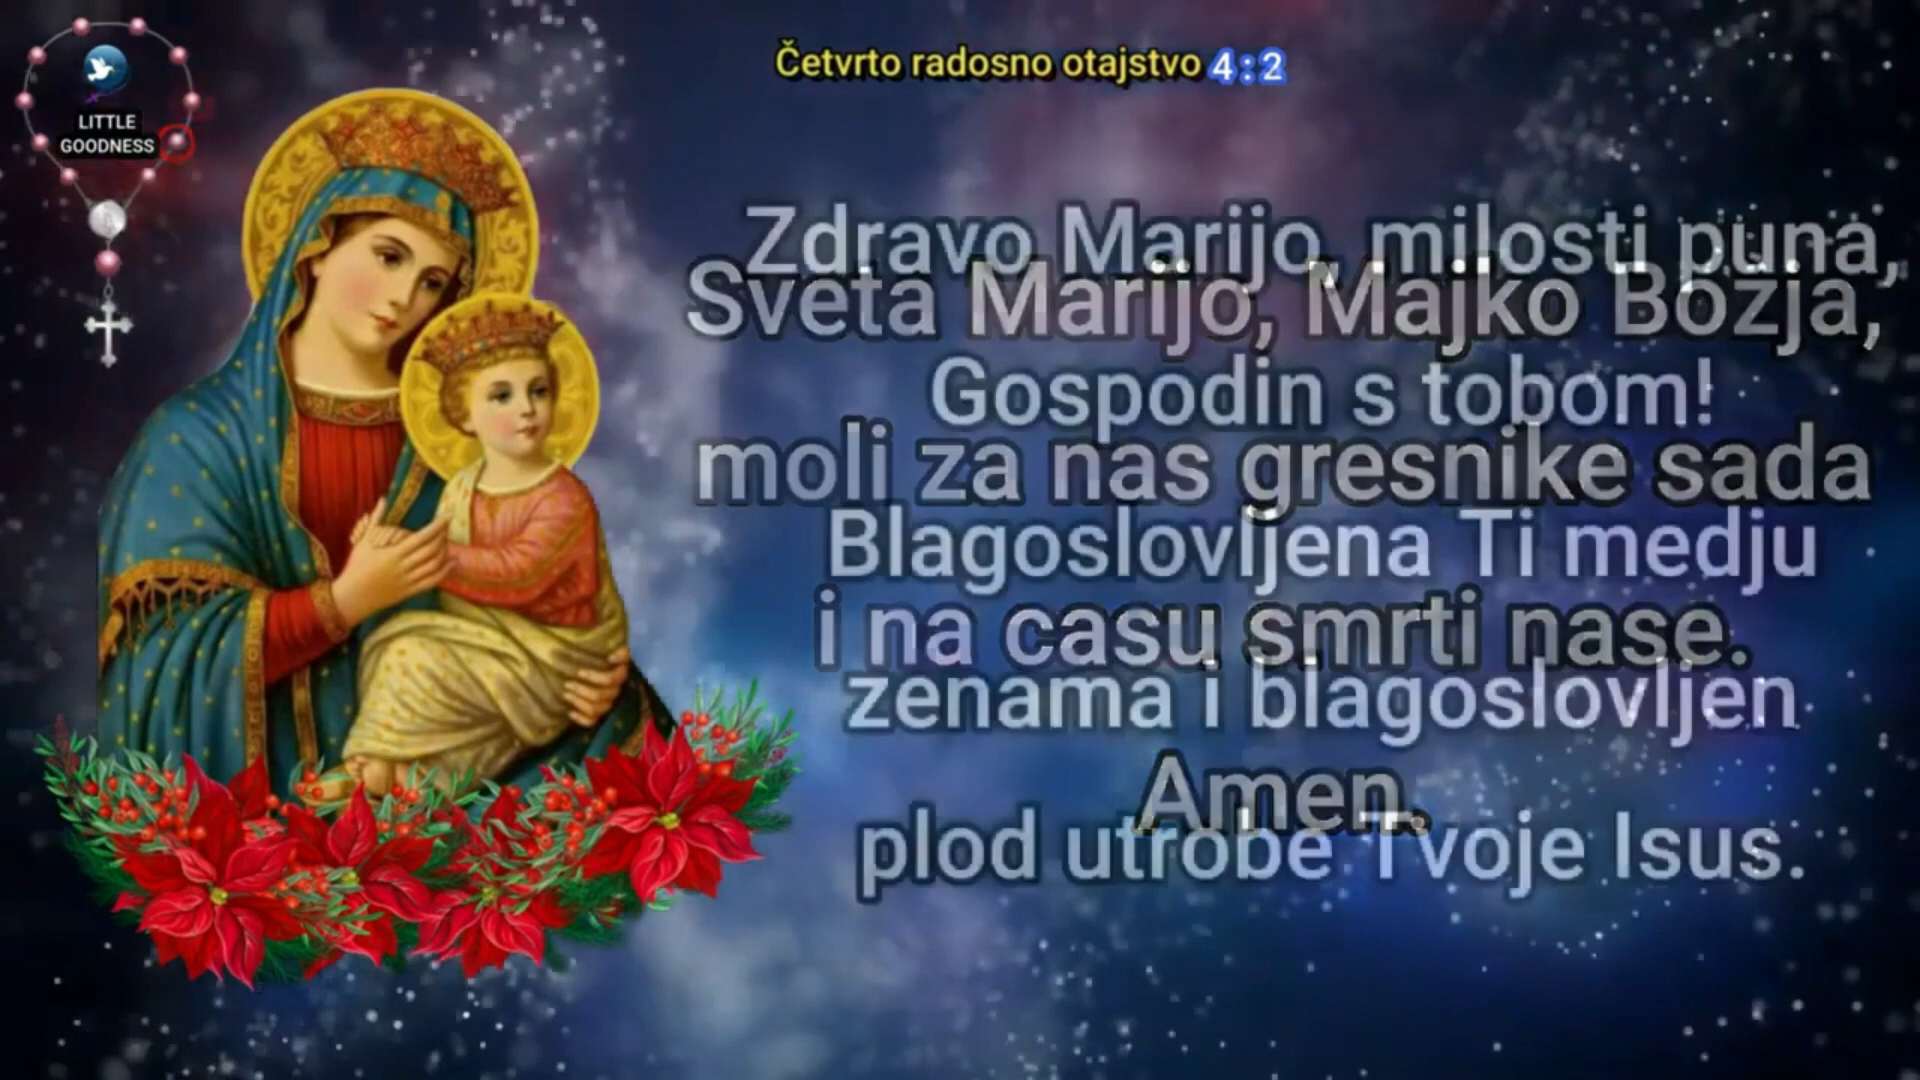 LITTLE
GOODNESS
Četvrto radosno otajstvo 4:2
Zdravo Marijo, milosti puna,
Sveta Marijo, Majko Bozja,
Gospodin s tobom!
moli za nas gresnike sada
Blagoslovljena Ti medju
i na casu smrti nase.
zenama i blagoslovljen
Amen.
plod utrobe Tvoje Isus.